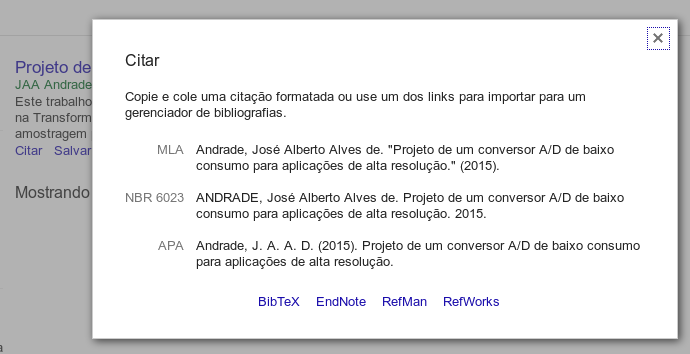 Citar
Copie e cole uma citação formatada ou use um dos links para importar para um
gerenciador de bibliografias.
MLA Andrade, José Alberto Alves de. "Projeto de um conversor A/D de baixo
consumo para aplicações de alta resolução." (2015).
NBR 6023 ANDRADE, José Alberto Alves de. Projeto de um conversor A/D de baixo
consumo para aplicações de alta resolução. 2015.
APA Andrade, J. A. A. D. (2015). Projeto de um conversor A/D de baixo consumo
para aplicações de alta resolução.
BibTeX EndNote RefMan RefWorks
Projeto de
JAA Andrade
Este trabalho
na Transform
amostragem
Citar Salvar
Mostrando
a